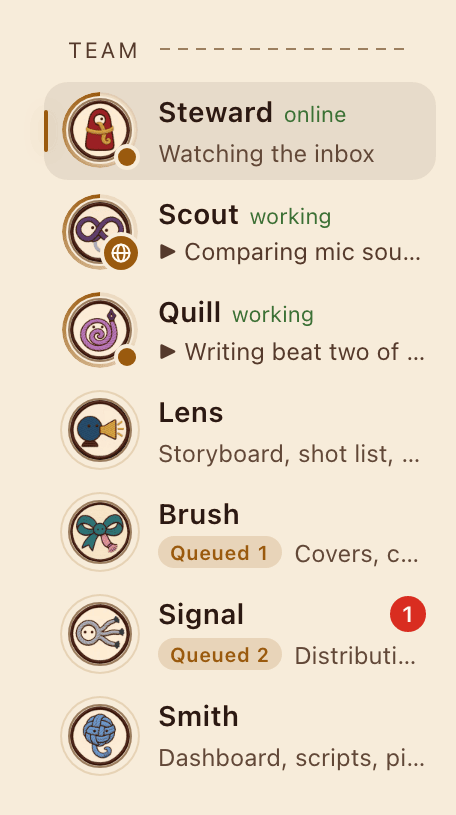 TEAM
Steward online
Watching the inbox
Scout working
Comparing mic sou...
Quill working
Writing beat two of ...
Lens
Storyboard, shot list, ...
Brush
Queued 1 Covers, c...
Signal 1
Queued 2 Distributi...
Smith
Dashboard, scripts, pi...